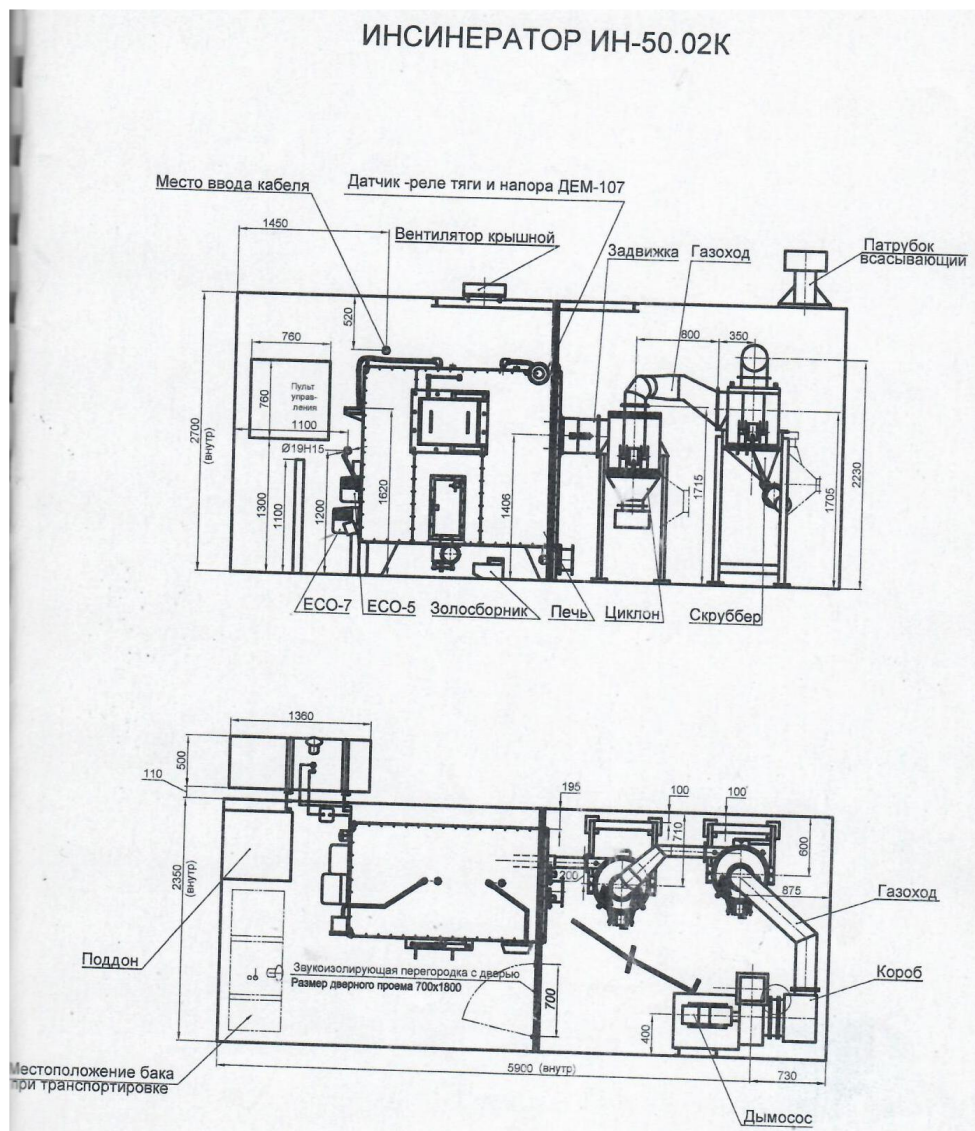 ИНСИНЕРАТОР ИН-50.02К
Место ввода кабеля
Датчик -реле тяги и напора ДЕМ-107
1450
Вентилятор крышной
Задвижка
Газоход
Патрубок
всасывающий
520
760
800
350
760
Пульт
управ-
ления
2700
(внутр)
1100
Ø19H15
1300
1100
1200
1620
1406
1715
1705
2230
ECO-7
ECO-5
Золосборник
Печь
Циклон
Скруббер
1360
500
110
195
100
100
710
600
2350
(внутр)
200
875
Газоход
Поддон
Звукоизолирующая перегородка с дверью
Размер дверного проема 700х1800
700
Короб
400
Местоположение бака
при транспортировке
5900 (внутр)
730
Дымосос